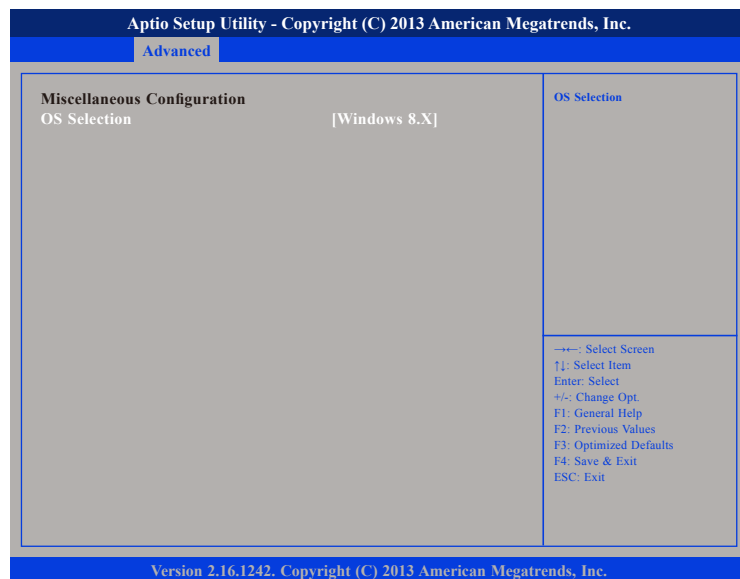 Aptio Setup Utility - Copyright (C) 2013 American Megatrends, Inc.
Advanced
Miscellaneous Configuration
OS Selection [Windows 8.X]
OS Selection
→←: Select Screen
↑↓: Select Item
Enter: Select
+/-: Change Opt.
F1: General Help
F2: Previous Values
F3: Optimized Defaults
F4: Save & Exit
ESC: Exit
Version 2.16.1242. Copyright (C) 2013 American Megatrends, Inc.